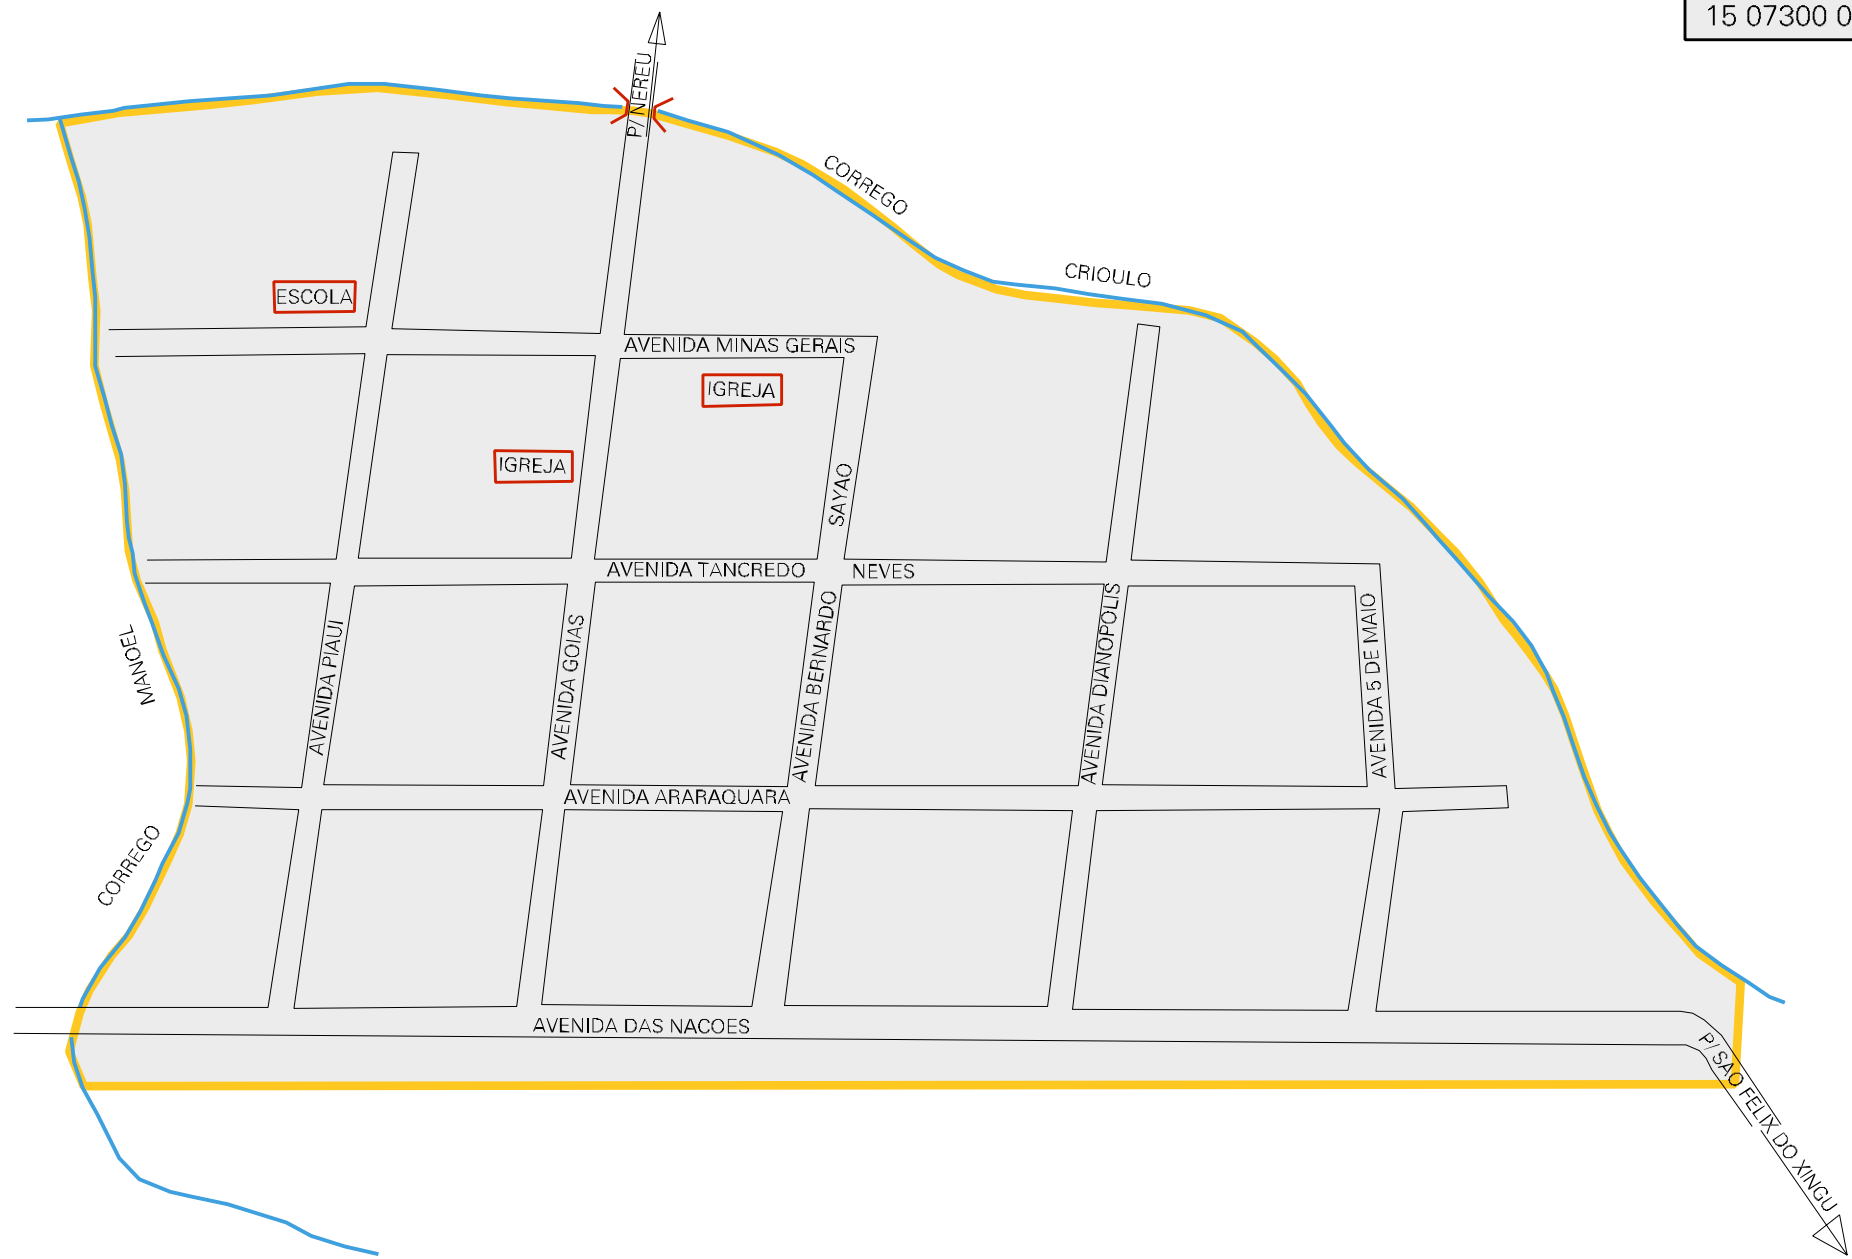 15 07300 0
P/ NEREU
CORREGO
CRIOULO
ESCOLA
AVENIDA MINAS GERAIS
IGREJA
IGREJA
SAYAO
AVENIDA TANCREDO NEVES
MANOEL
CORREGO
AVENIDA PIAUI
AVENIDA GOIAS
AVENIDA BERNARDO
AVENIDA DIANOPOLIS
AVENIDA 5 DE MAIO
AVENIDA ARARAQUARA
AVENIDA DAS NACOES
P/ SAO FELIX DO XINGU